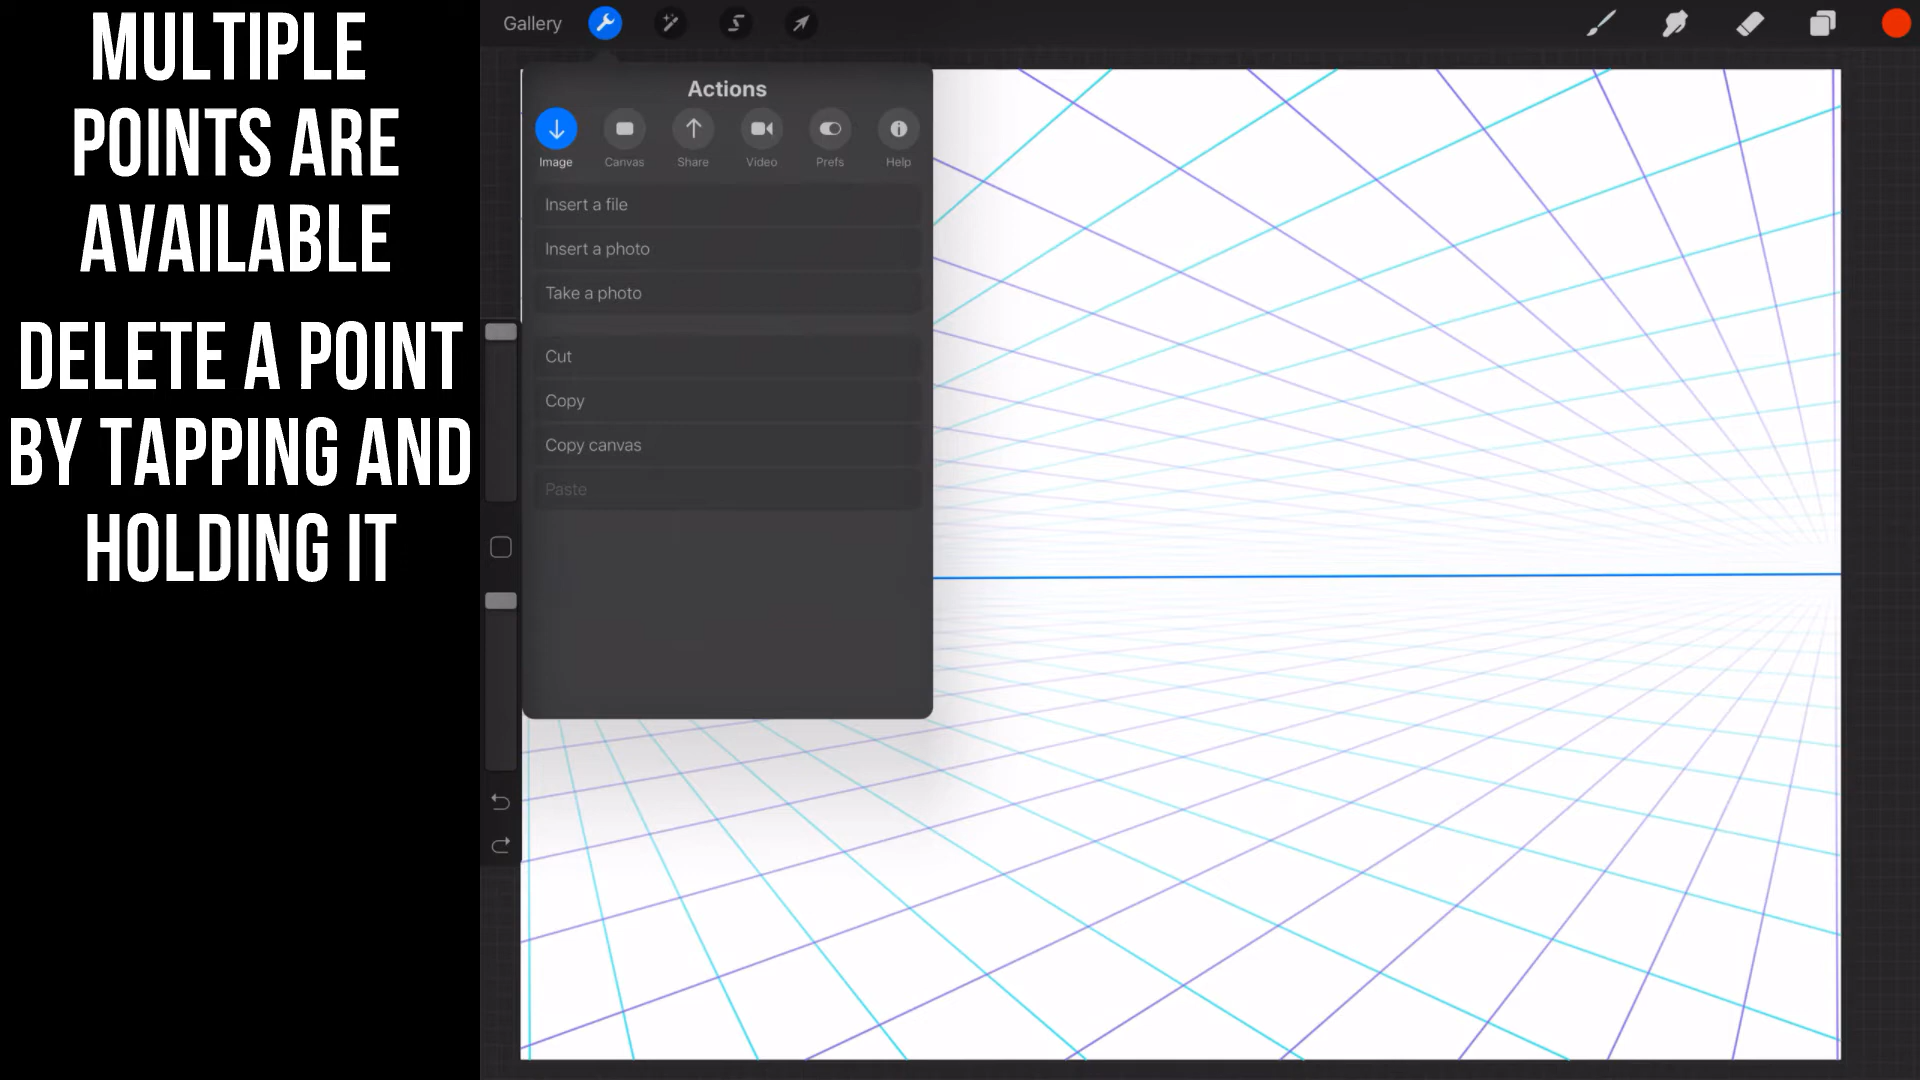 MULTIPLE
POINTS ARE
AVAILABLE
DELETE A POINT
BY TAPPING AND
HOLDING IT
Gallery
Actions
Image Canvas Share Video Prefs Help
Insert a file
Insert a photo
Take a photo
Cut
Copy
Copy canvas
Paste